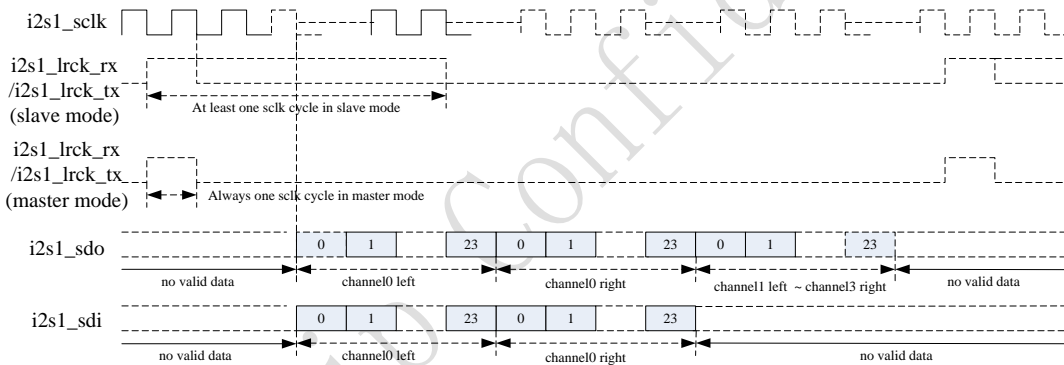 i2s1_sclk
i2s1_lrck_rx
/i2s1_lrck_tx
(slave mode)
At least one sclk cycle in slave mode
i2s1_lrck_rx
/i2s1_lrck_tx
(master mode)
Always one sclk cycle in master mode
i2s1_sdo
0 1 23 0 1 23 0 1 23
no valid data channel0 left channel0 right channel1 left ~ channel3 right no valid data
i2s1_sdi
0 1 23 0 1 23
no valid data channel0 left channel0 right no valid data
p Confid